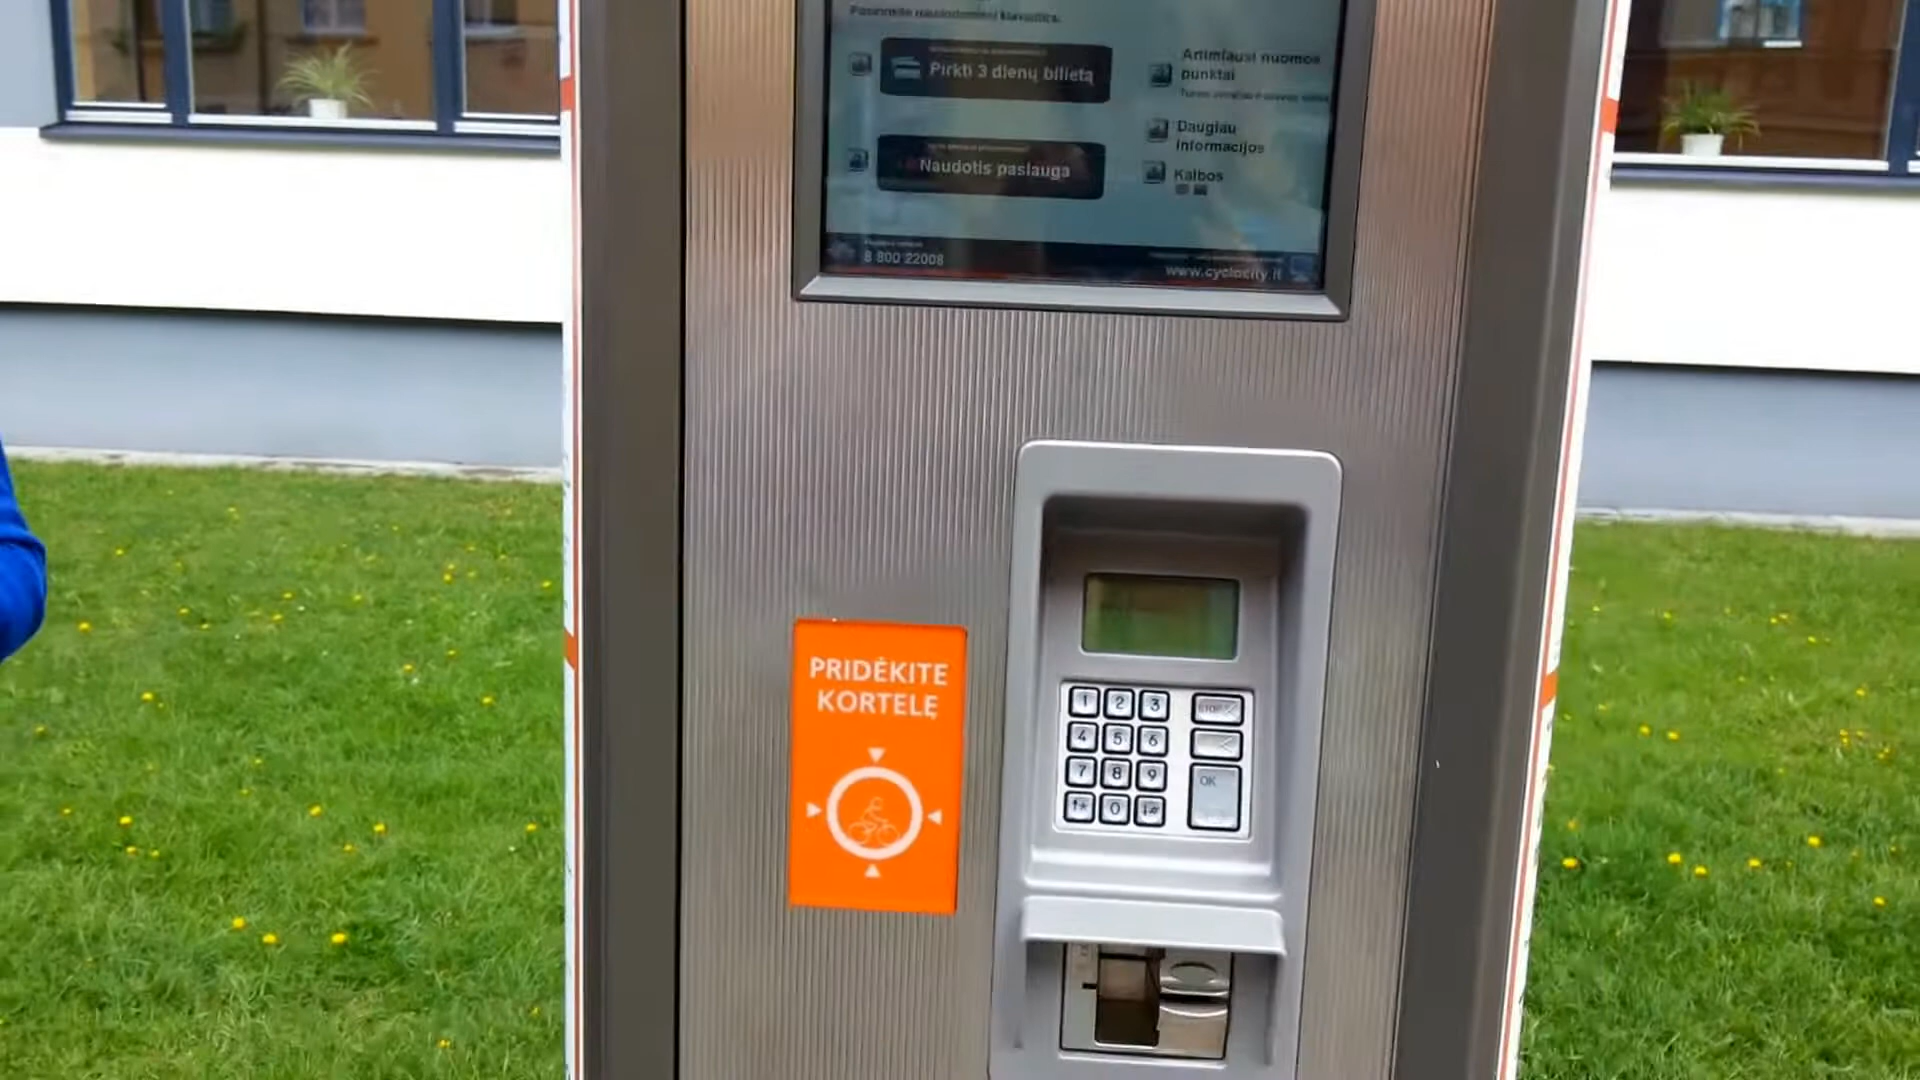 Pirkti 3 dienų bilietą
Naudotis paslauga
Artimiausi nuomos
punktai
Daugiau
informacijos
Kalbos
8 800 22008
www.cyclocity.lt
PRIDĖKITE
KORTELĘ
1 2 3
4 5 6
7 8 9
0
STOP
OK